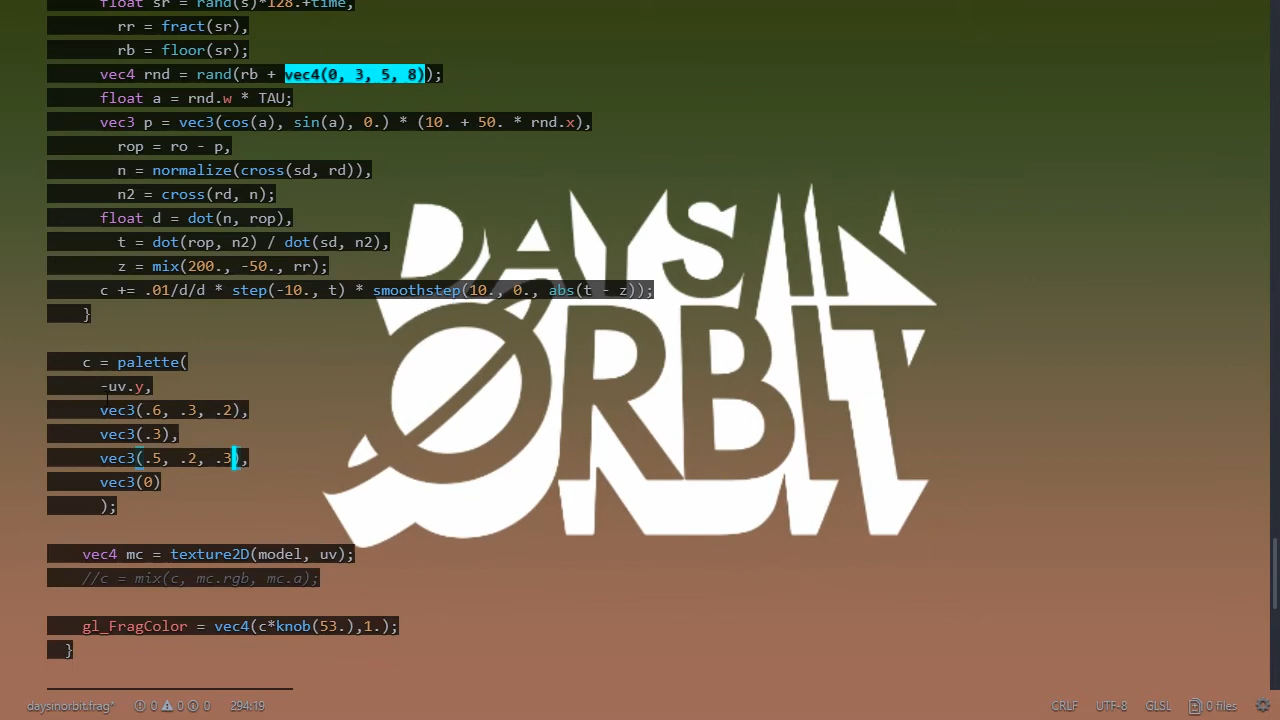 float sr = rand(s)*128.+time,
rr = fract(sr),
rb = floor(sr);
vec4 rnd = rand(rb + vec4(0, 3, 5, 8));
float a = rnd.w * TAU;
vec3 p = vec3(cos(a), sin(a), 0.) * (10. + 50. * rnd.x),
rop = ro - p,
n = normalize(cross(sd, rd)),
n2 = cross(rd, n);
float d = dot(n, rop),
t = dot(rop, n2) / dot(sd, n2),
z = mix(200., -50., rr);
c += .01/d/d * step(-10., t) * smoothstep(10., 0., abs(t - z));
}
c = palette(
-uv.y,
vec3(.6, .3, .2),
vec3(.3),
vec3(.5, .2, .3),
vec3(0)
);
vec4 mc = texture2D(model, uv);
//c = mix(c, mc.rgb, mc.a);
gl_FragColor = vec4(c*knob(53.),1.);
}
DAYS IN
ORBIT
daysinorbit.frag* 0 0 0 294:19 CRLF UTF-8 GLSL 0 files